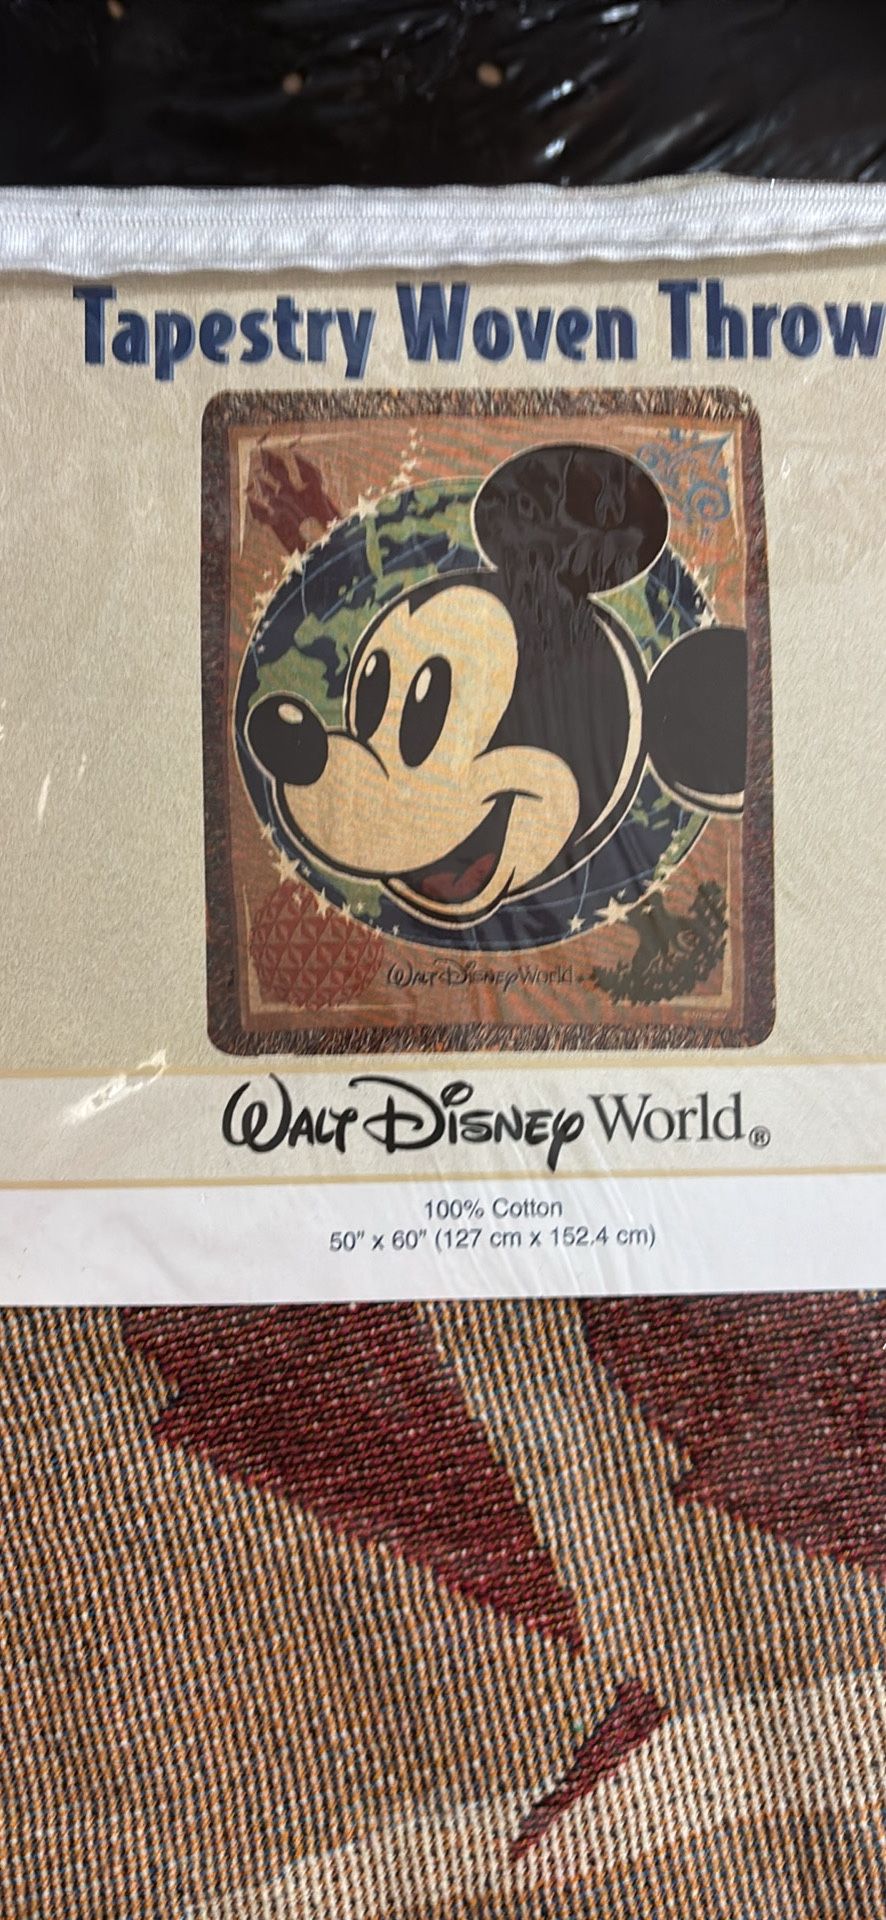 Tapestry Woven Throw
Walt Disney World
Walt Disney World®
100% Cotton
50" x 60" (127 cm x 152.4 cm)